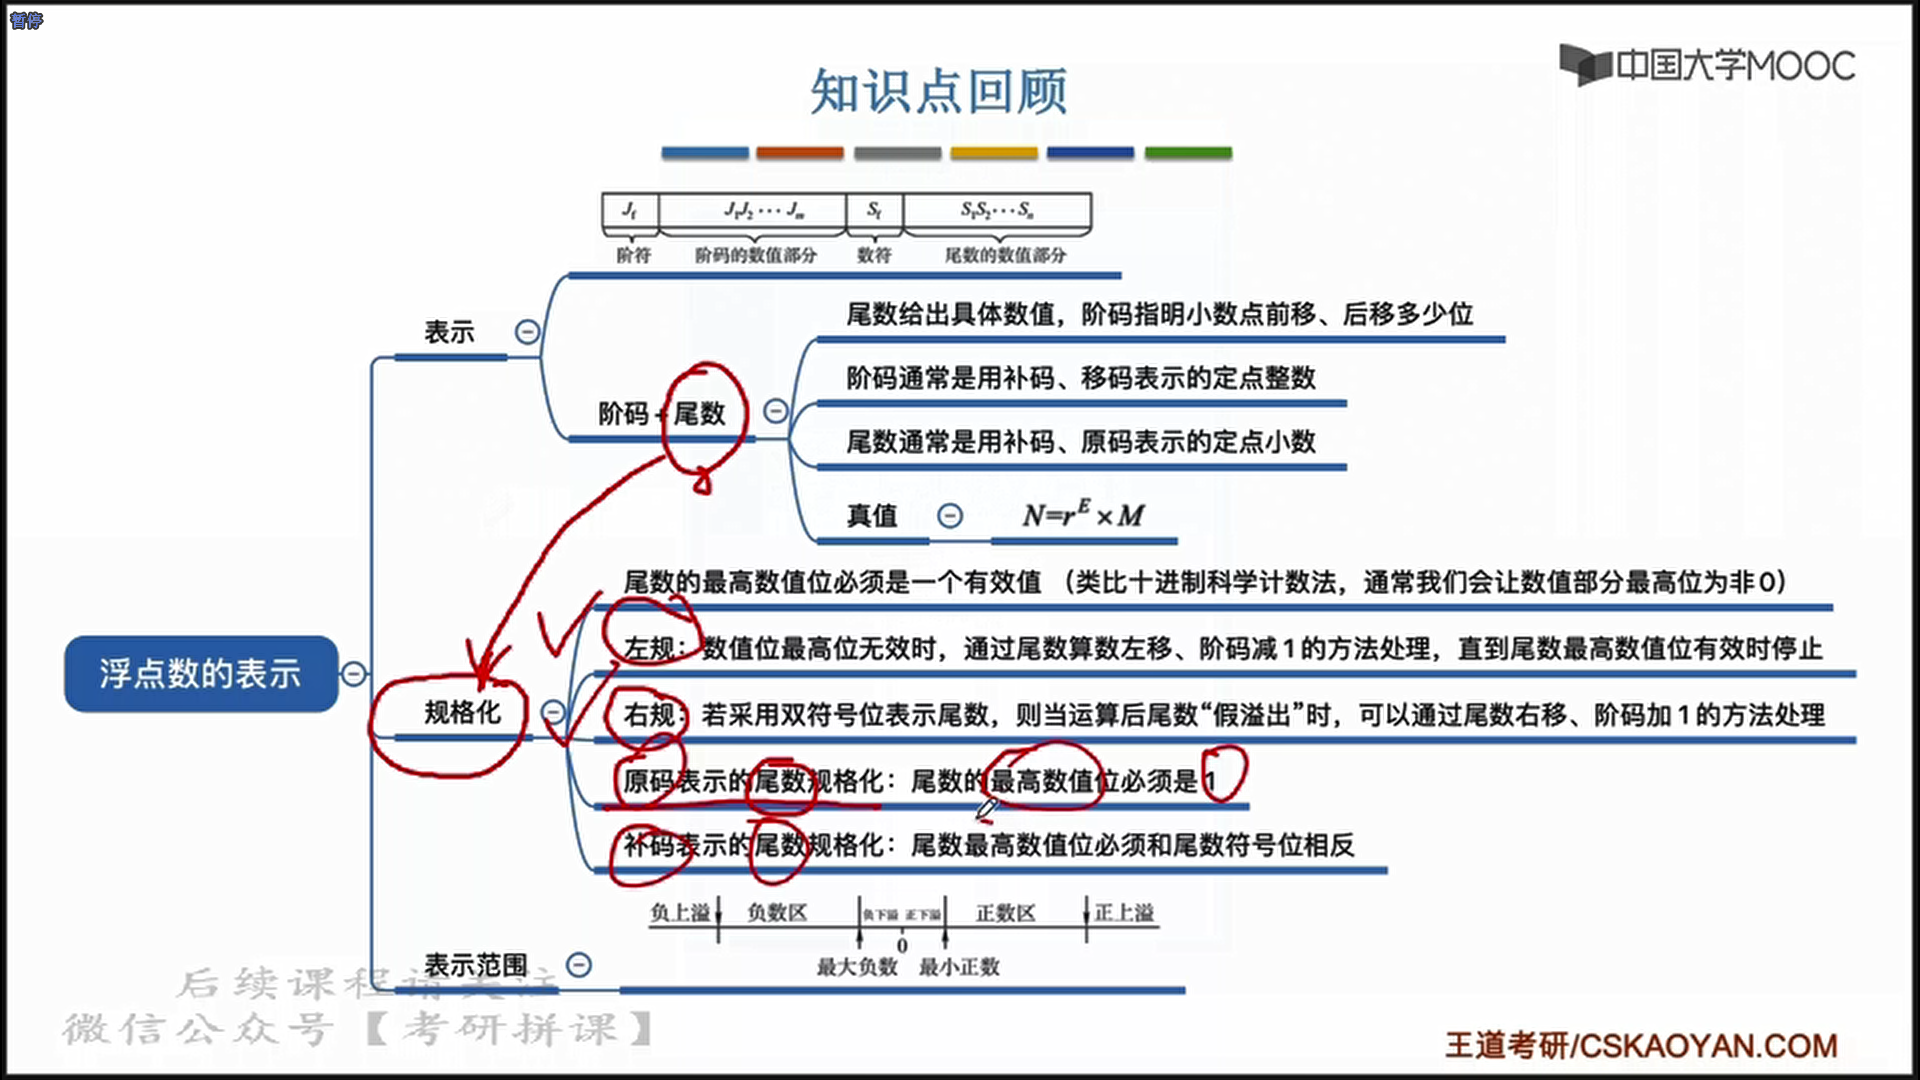 暂停
中国大学MOOC
知识点回顾
Jf J1J2 ··· Jm Sf S1S2···Sn
阶符 阶码的数值部分 数符 尾数的数值部分
表示
尾数给出具体数值，阶码指明小数点前移、后移多少位
阶码通常是用补码、移码表示的定点整数
阶码+尾数
尾数通常是用补码、原码表示的定点小数
真值 N=r^E×M
尾数的最高数值位必须是一个有效值 （类比十进制科学计数法，通常我们会让数值部分最高位为非0）
左规：数值位最高位无效时，通过尾数算数左移、阶码减1的方法处理，直到尾数最高数值位有效时停止
浮点数的表示
规格化
右规：若采用双符号位表示尾数，则当运算后尾数“假溢出”时，可以通过尾数右移、阶码加1的方法处理
原码表示的尾数规格化：尾数的最高数值位必须是1
补码表示的尾数规格化：尾数最高数值位必须和尾数符号位相反
负上溢 负数区 负下溢 正下溢 正数区 正上溢
0
最大负数 最小正数
表示范围
后续课程请关注
微信公众号【考研拼课】
王道考研/CSKAOYAN.COM